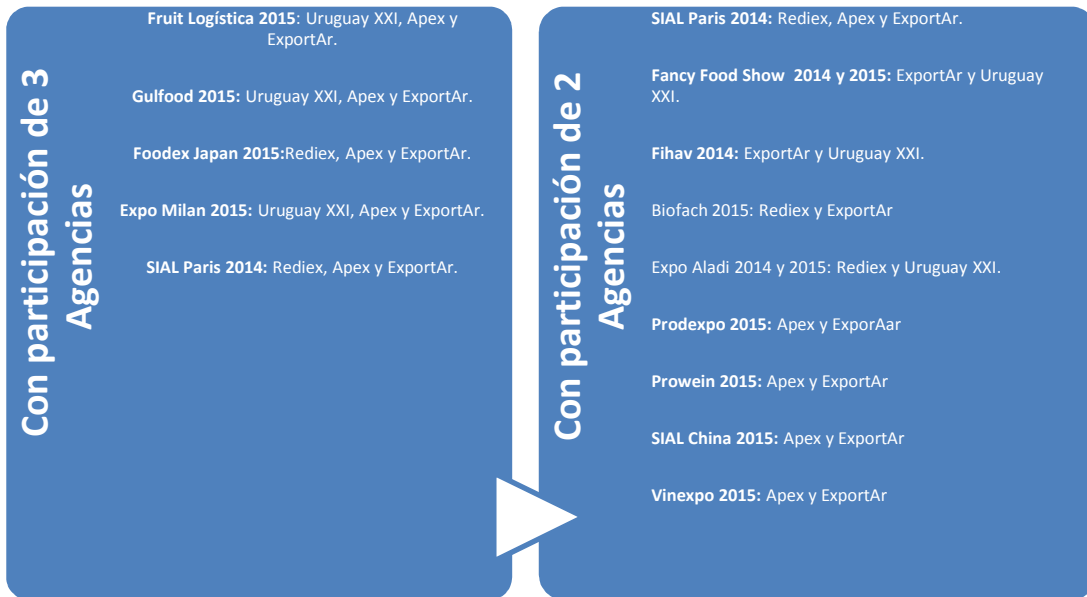 Con participación de 3
Agencias
Fruit Logística 2015: Uruguay XXI, Apex y
ExportAr.
Gulfood 2015: Uruguay XXI, Apex y ExportAr.
Foodex Japan 2015:Rediex, Apex y ExportAr.
Expo Milan 2015: Uruguay XXI, Apex y ExportAr.
SIAL Paris 2014: Rediex, Apex y ExportAr.
Con participación de 2
Agencias
SIAL Paris 2014: Rediex, Apex y ExportAr.
Fancy Food Show 2014 y 2015: ExportAr y Uruguay
XXI.
Fihav 2014: ExportAr y Uruguay XXI.
Biofach 2015: Rediex y ExportAr
Expo Aladi 2014 y 2015: Rediex y Uruguay XXI.
Prodexpo 2015: Apex y ExporAar
Prowein 2015: Apex y ExportAr
SIAL China 2015: Apex y ExportAr
Vinexpo 2015: Apex y ExportAr